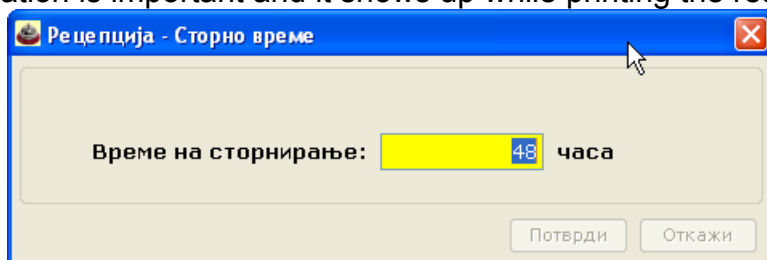 ation is important and it shows up while printing the re
Рецепција - Сторно време
Време на сторнирање: 48 часа
Потврди Откажи